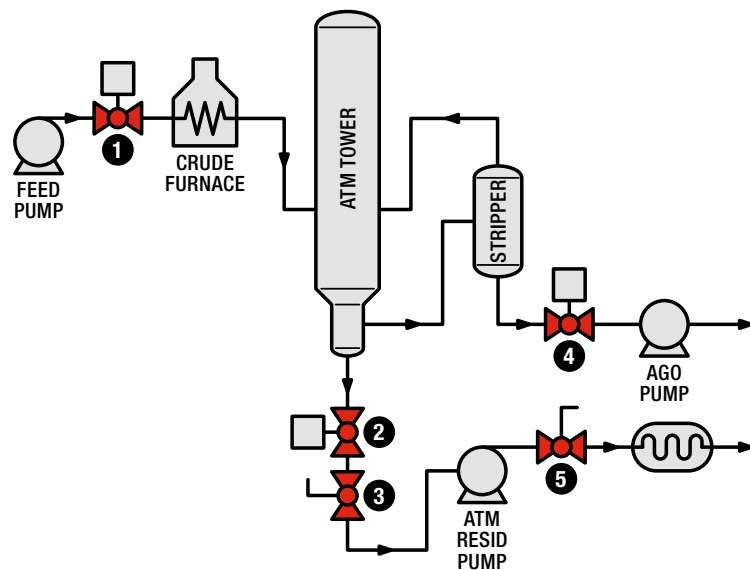 ATM TOWER
1
CRUDE
FURNACE
FEED
PUMP
STRIPPER
4
AGO
PUMP
2
3
5
ATM
RESID
PUMP